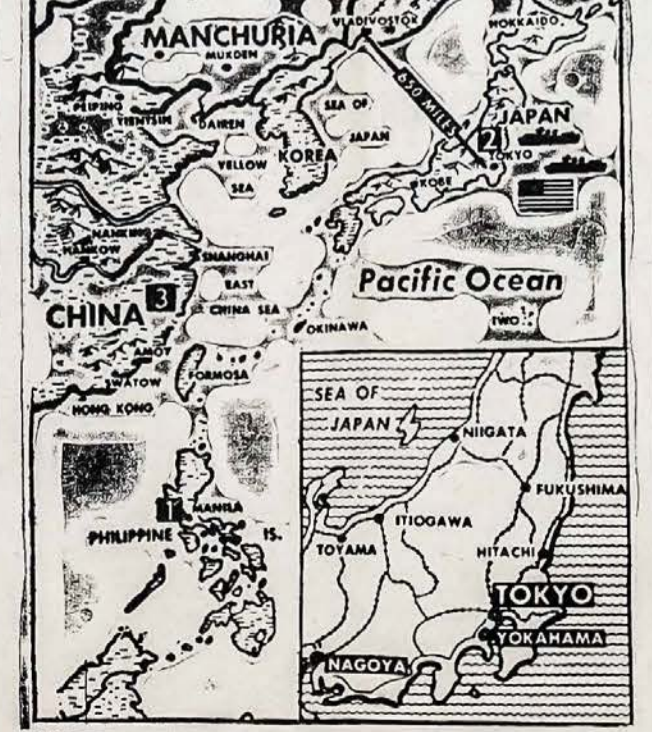 VLADIVOSTOK
HOKKAIDO
MANCHURIA
MUKDEN
650 MILES
PEIPING
TIENTSIN
DAIREN
SEA OF
JAPAN
JAPAN
2
TOKYO
KOREA
YELLOW
SEA
KOBE
NANKING
HANKOW
SHANGHAI
EAST
CHINA SEA
Pacific Ocean
3
CHINA
IWO
OKINAWA
AMOY
FORMOSA
SWATOW
HONG KONG
1
MANILA
PHILIPPINE IS.
SEA OF
JAPAN
NIIGATA
FUKUSHIMA
ITIOGAWA
TOYAMA
HITACHI
TOKYO
YOKAHAMA
NAGOYA